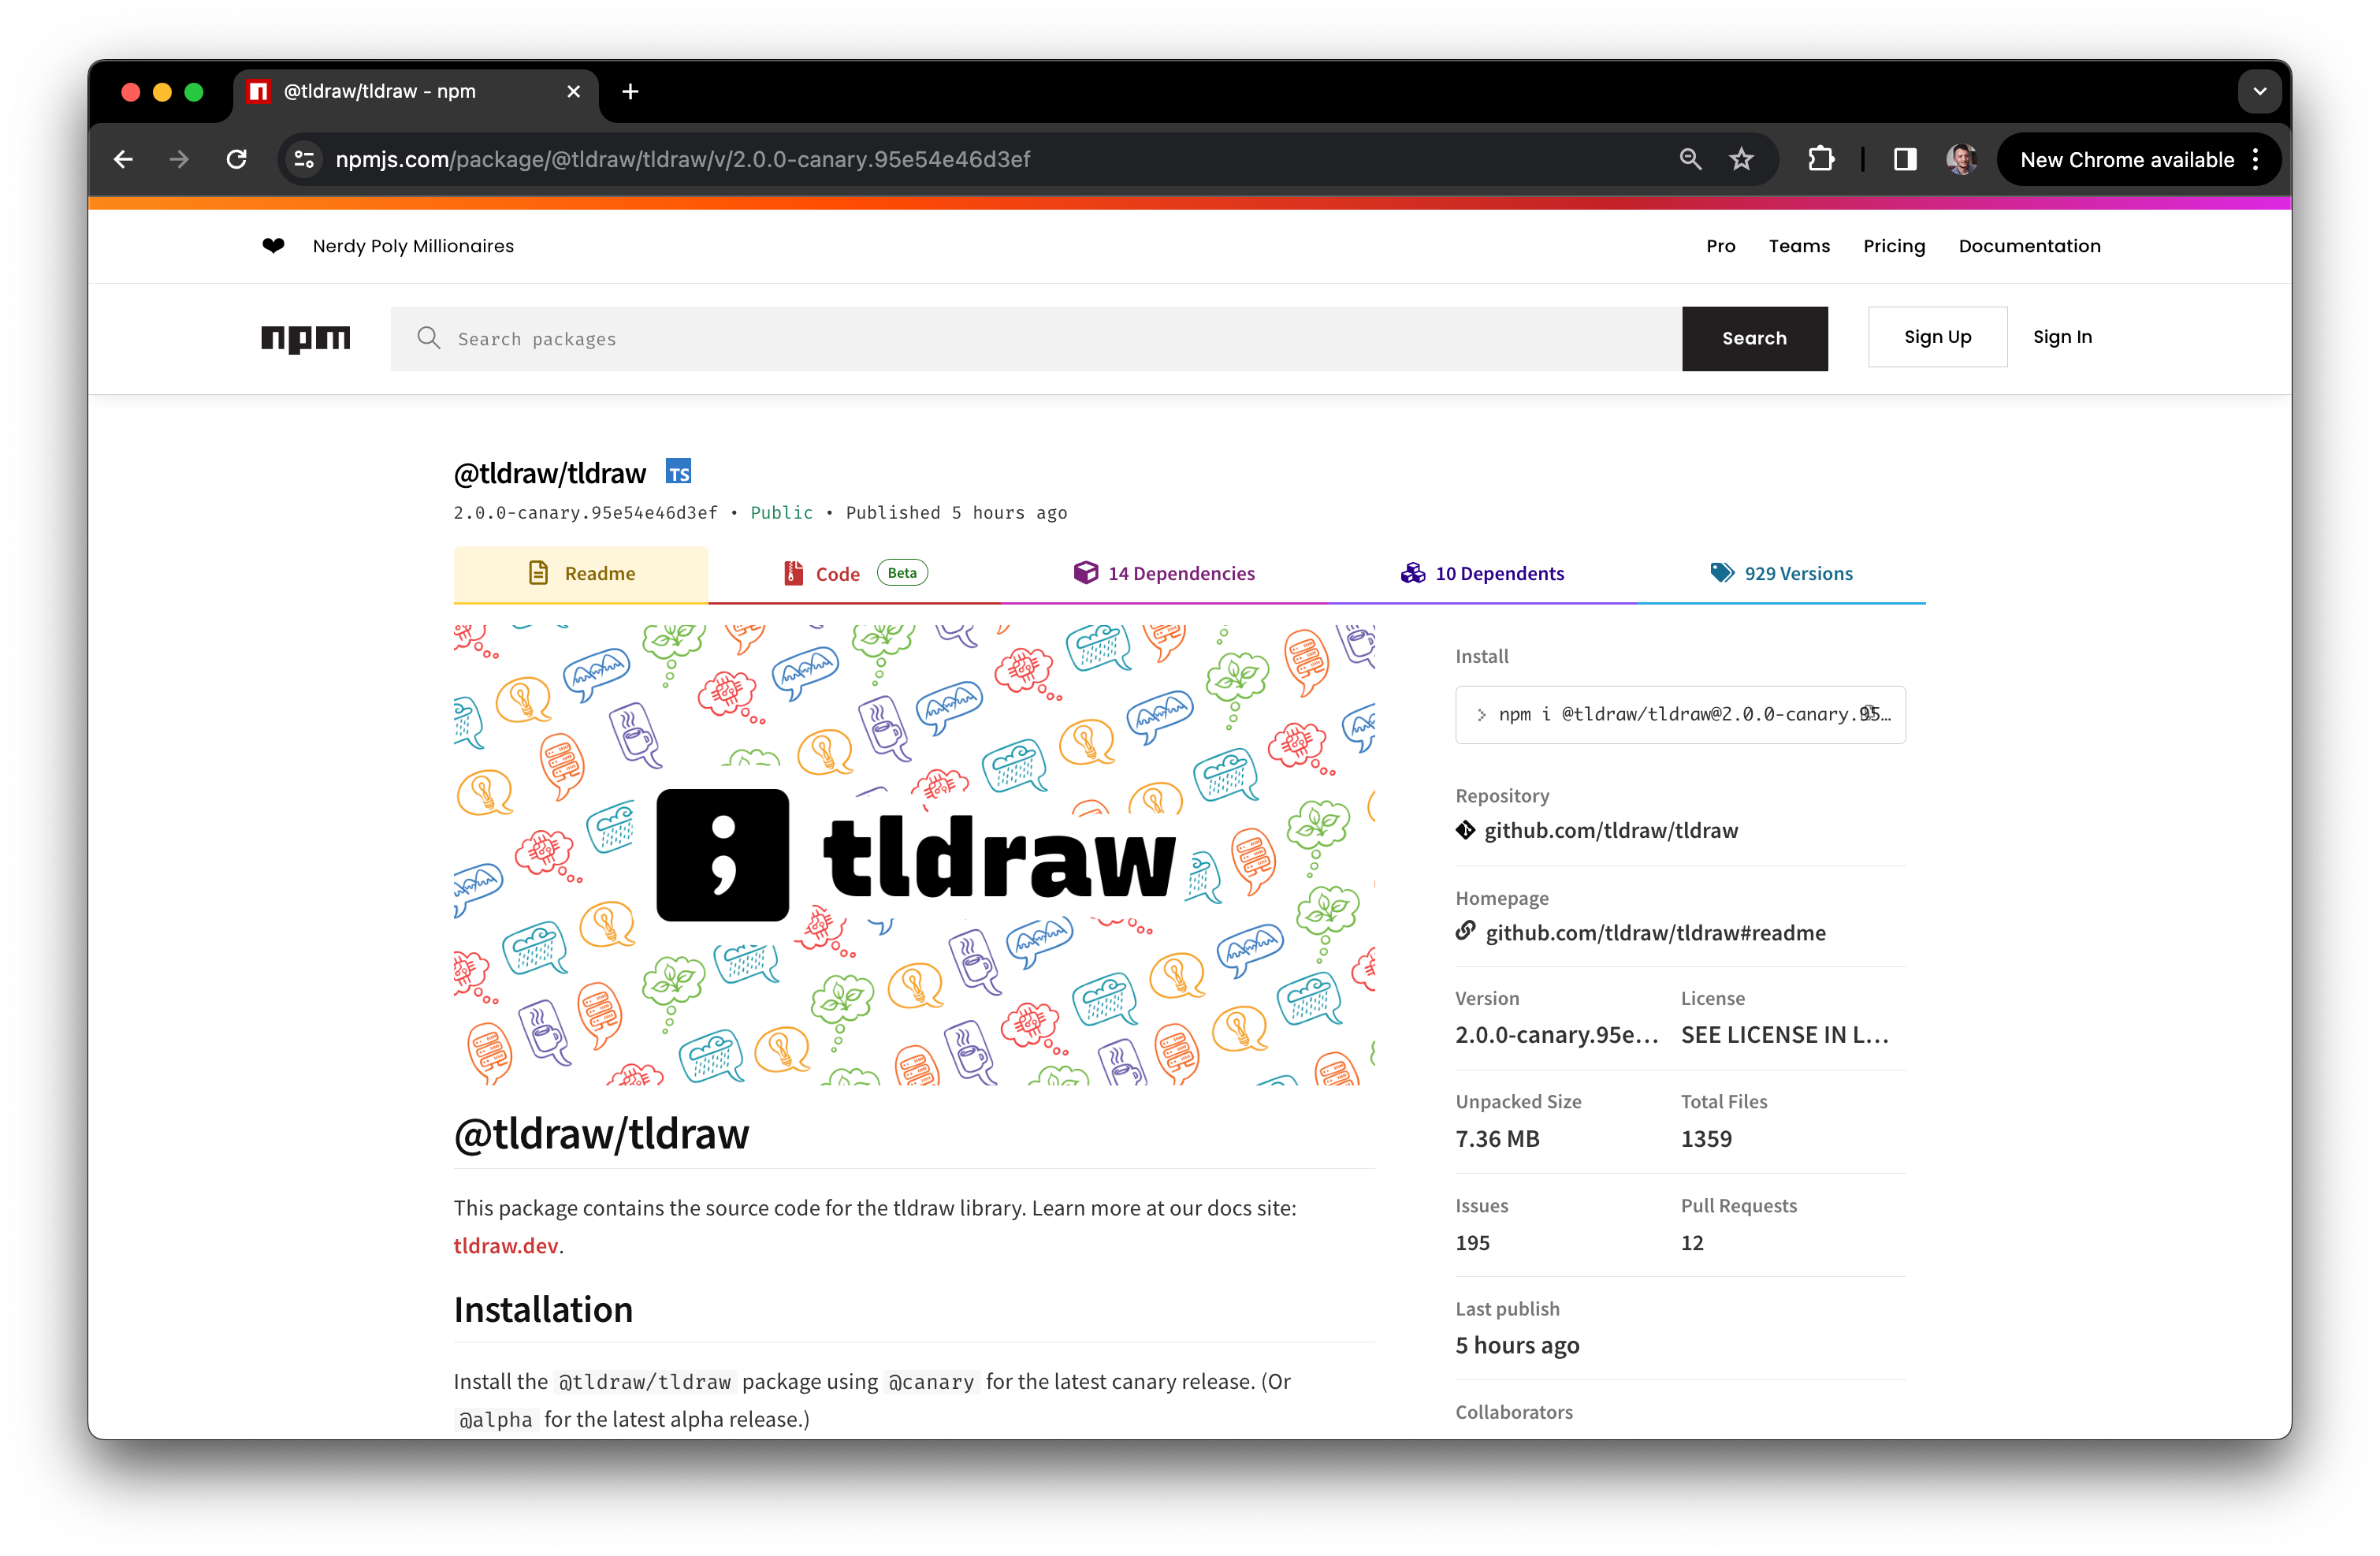 @tldraw/tldraw - npm
npmjs.com/package/@tldraw/tldraw/v/2.0.0-canary.95e54e46d3ef
New Chrome available
Nerdy Poly Millionaires
Pro Teams Pricing Documentation
npm
Search packages
Search
Sign Up
Sign In
@tldraw/tldraw TS
2.0.0-canary.95e54e46d3ef • Public • Published 5 hours ago
Readme
Code Beta
14 Dependencies
10 Dependents
929 Versions
tldraw
@tldraw/tldraw
This package contains the source code for the tldraw library. Learn more at our docs site:
tldraw.dev.
Installation
Install the @tldraw/tldraw package using @canary for the latest canary release. (Or
@alpha for the latest alpha release.)
Install
> npm i @tldraw/tldraw@2.0.0-canary.95…
Repository
github.com/tldraw/tldraw
Homepage
github.com/tldraw/tldraw#readme
Version License
2.0.0-canary.95e… SEE LICENSE IN L…
Unpacked Size Total Files
7.36 MB 1359
Issues Pull Requests
195 12
Last publish
5 hours ago
Collaborators